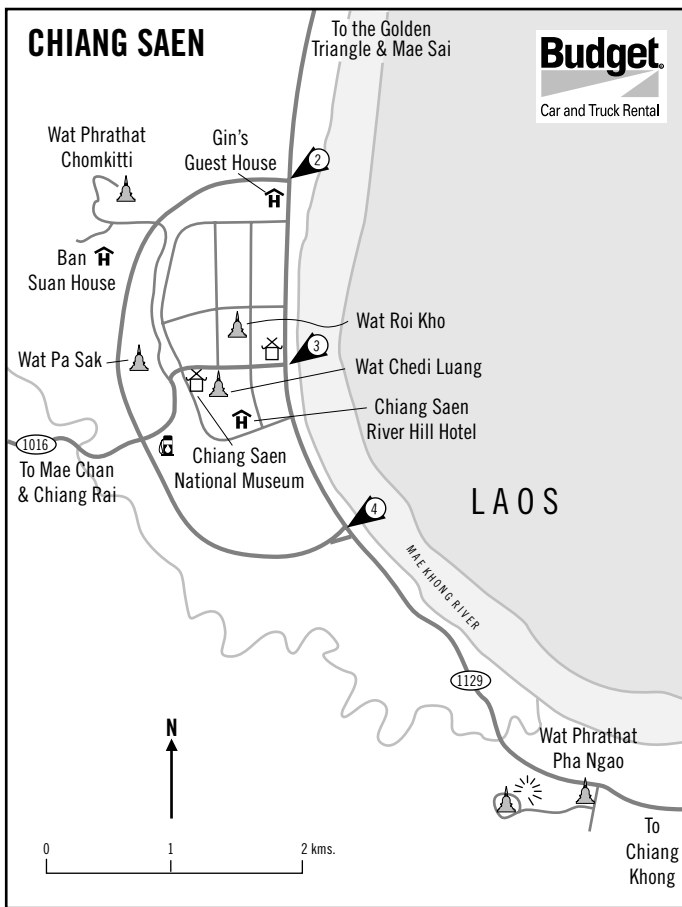 CHIANG SAEN
To the Golden
Triangle & Mae Sai
Budget®
Car and Truck Rental
Wat Phrathat
Chomkitti
Gin's
Guest House
2
Ban
Suan House
Wat Roi Kho
3
Wat Pa Sak
Wat Chedi Luang
Chiang Saen
River Hill Hotel
1016
To Mae Chan
& Chiang Rai
Chiang Saen
National Museum
LAOS
4
MAE KHONG RIVER
1129
N
Wat Phrathat
Pha Ngao
To
Chiang
Khong
0 1 2 kms.